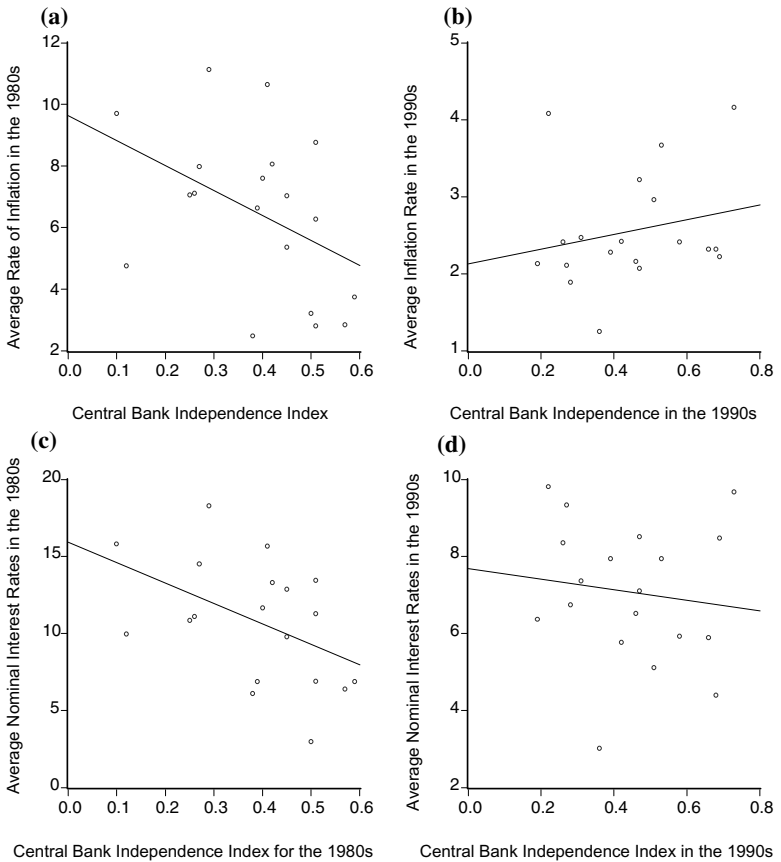 (a)
Average Rate of Inflation in the 1980s
12
10
8
6
4
2
0.0 0.1 0.2 0.3 0.4 0.5 0.6
Central Bank Independence Index
(b)
Average Inflation Rate in the 1990s
5
4
3
2
1
0.0 0.2 0.4 0.6 0.8
Central Bank Independence in the 1990s
(c)
Average Nominal Interest Rates in the 1980s
20
15
10
5
0
0.0 0.1 0.2 0.3 0.4 0.5 0.6
Central Bank Independence Index for the 1980s
(d)
Average Nominal Interest Rates in the 1990s
10
8
6
4
2
0.0 0.2 0.4 0.6 0.8
Central Bank Independence Index in the 1990s